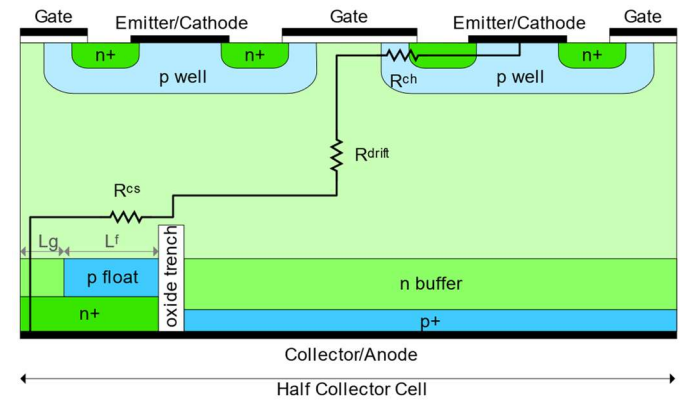 Gate Emitter/Cathode Gate Emitter/Cathode Gate
n+ n+ n+
p well p well
Rch
Rdrift
Rcs
Lg Lf
p float
oxide trench
n buffer
n+
p+
Collector/Anode
Half Collector Cell